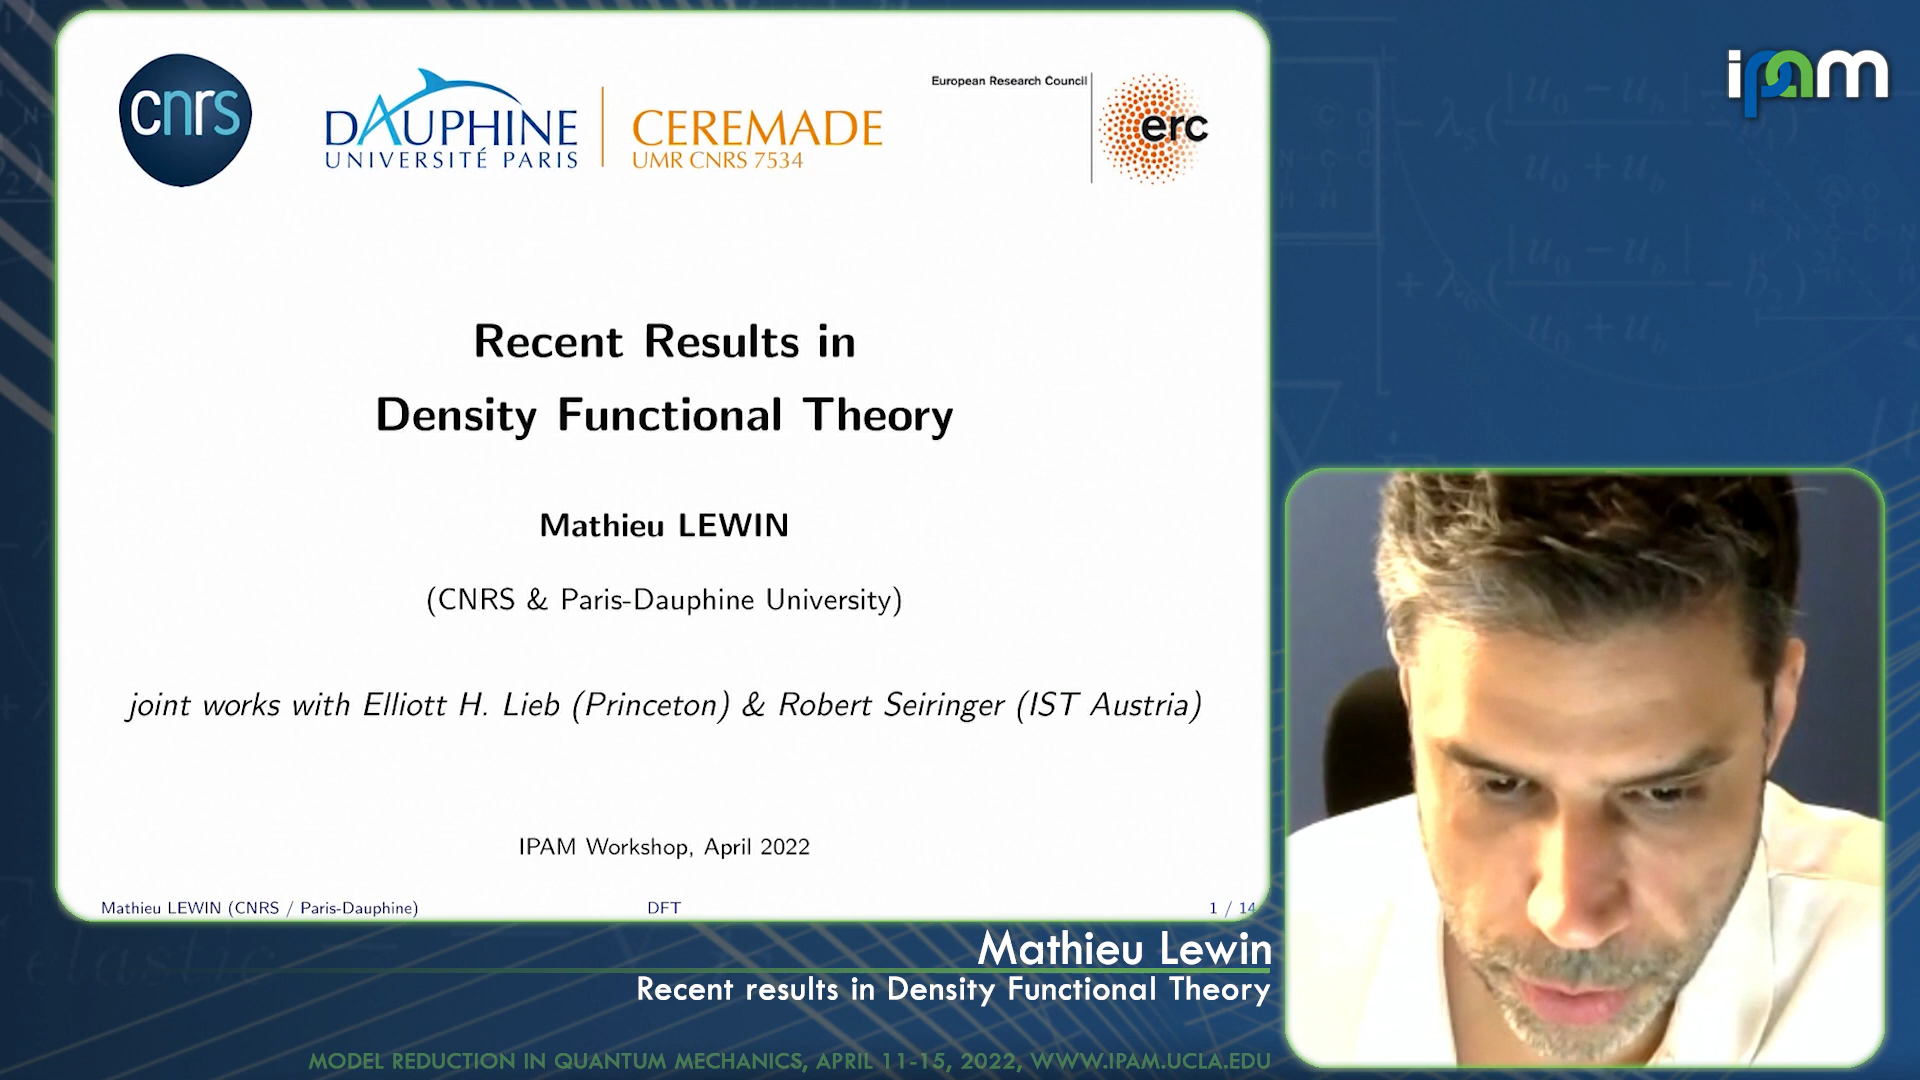 cnrs
DAUPHINE
UNIVERSITÉ PARIS
CEREMADE
UMR CNRS 7534
European Research Council
erc
ipam
Recent Results in
Density Functional Theory
Mathieu LEWIN
(CNRS & Paris-Dauphine University)
joint works with Elliott H. Lieb (Princeton) & Robert Seiringer (IST Austria)
IPAM Workshop, April 2022
Mathieu LEWIN (CNRS / Paris-Dauphine)
DFT
1 / 14
Mathieu Lewin
Recent results in Density Functional Theory
MODEL REDUCTION IN QUANTUM MECHANICS, APRIL 11-15, 2022, WWW.IPAM.UCLA.EDU
elastic